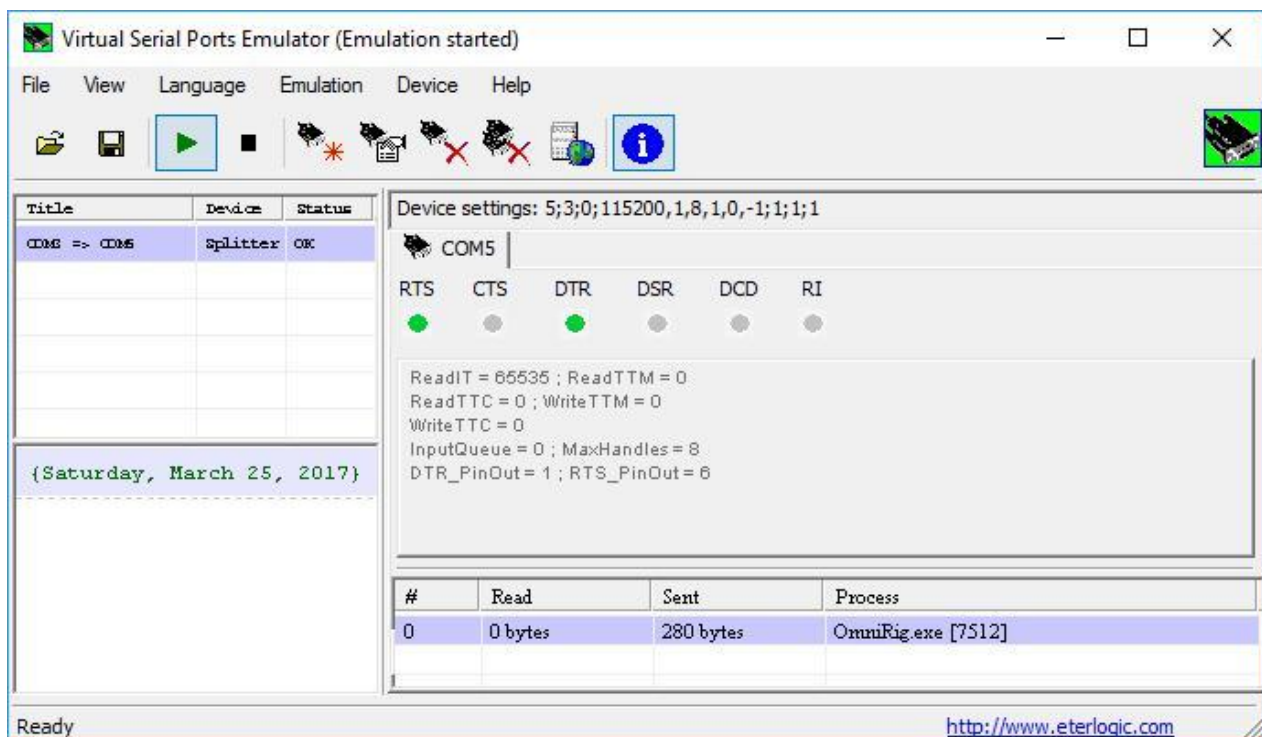 Virtual Serial Ports Emulator (Emulation started)
File View Language Emulation Device Help
Title Device Status
COM3 => COM5 Splitter OK
{Saturday, March 25, 2017}
Device settings: 5;3;0;115200,1,8,1,0,-1;1;1;1
COM5
RTS CTS DTR DSR DCD RI
ReadIT = 65535 ; ReadTTM = 0
ReadTTC = 0 ; WriteTTM = 0
WriteTTC = 0
InputQueue = 0 ; MaxHandles = 8
DTR_PinOut = 1 ; RTS_PinOut = 6
# Read Sent Process
0 0 bytes 280 bytes OmniRig.exe [7512]
Ready http://www.eterlogic.com